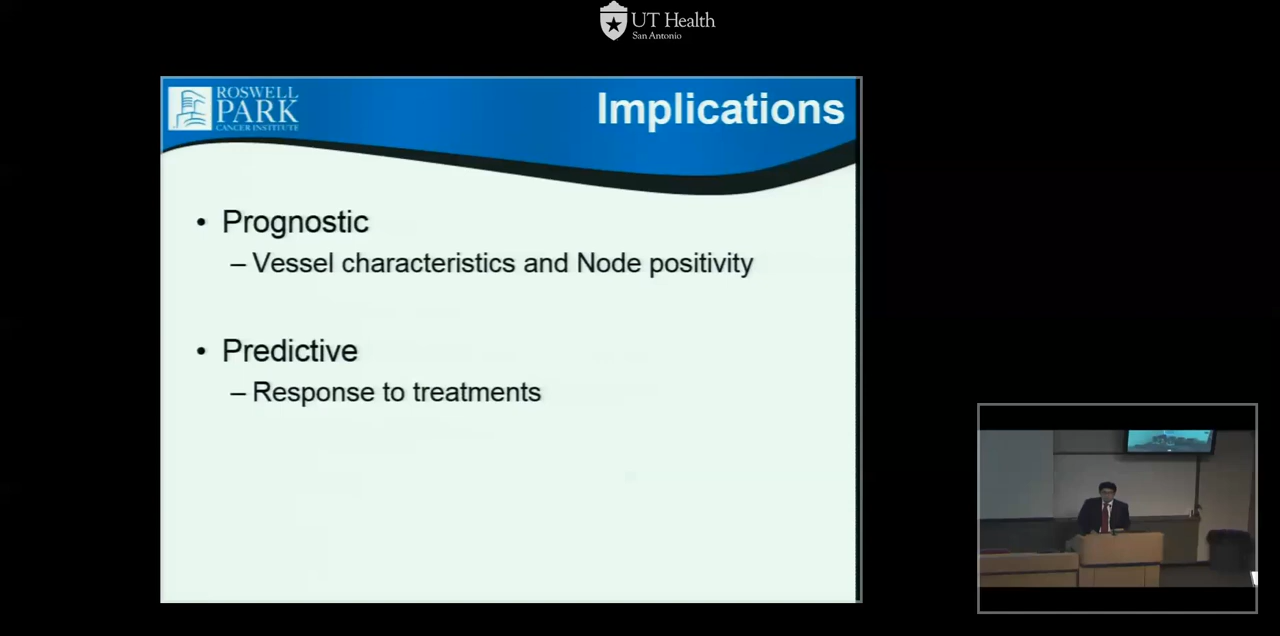 UT Health
San Antonio
ROSWELL
PARK
CANCER INSTITUTE
Implications
• Prognostic
– Vessel characteristics and Node positivity
• Predictive
– Response to treatments